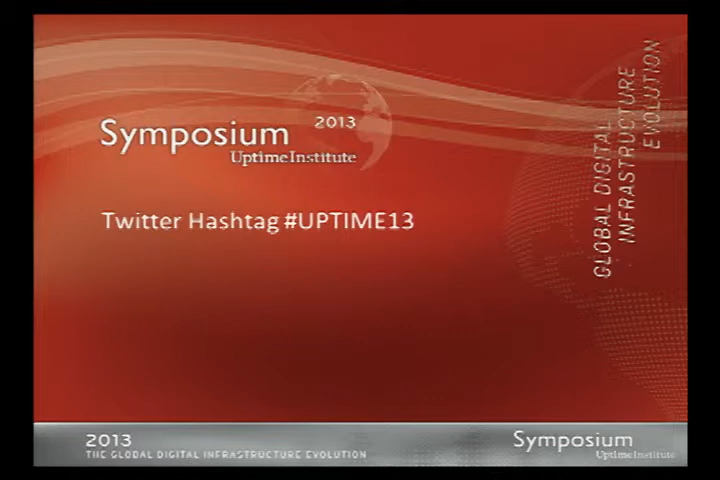 2013
Symposium
UptimeInstitute
Twitter Hashtag #UPTIME13
GLOBAL DIGITAL
INFRASTRUCTURE
EVOLUTION
2013
THE GLOBAL DIGITAL INFRASTRUCTURE EVOLUTION
Symposium
UptimeInstitute